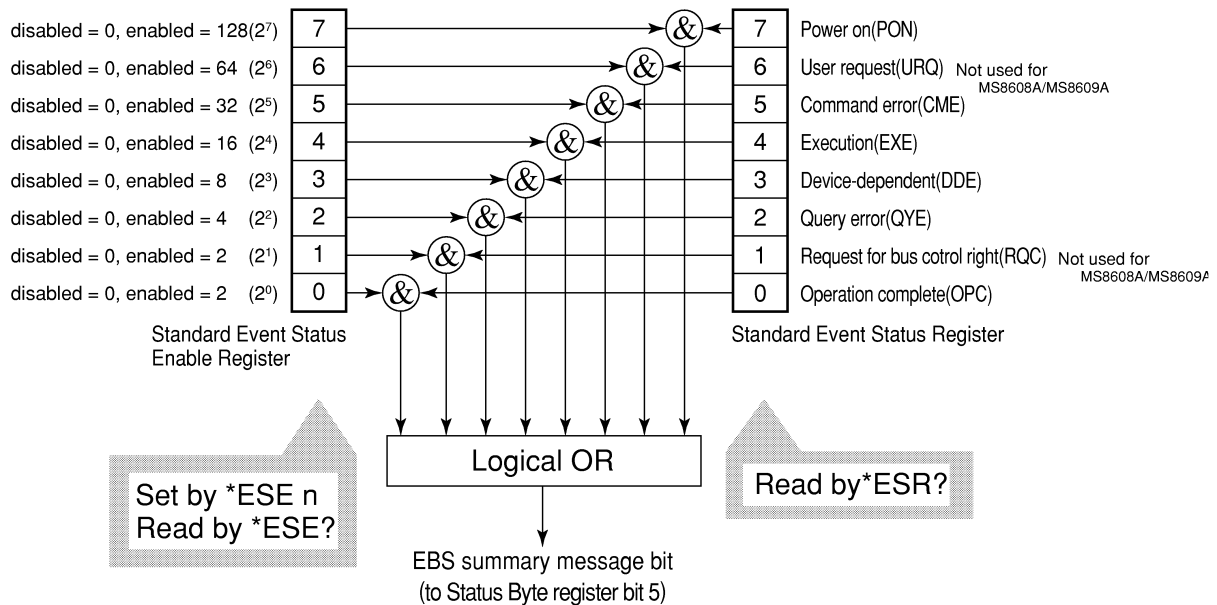 disabled = 0, enabled = 128(2⁷) 7 & 7 Power on(PON)
disabled = 0, enabled = 64 (2⁶) 6 & 6 User request(URQ) Not used for
MS8608A/MS8609A
disabled = 0, enabled = 32 (2⁵) 5 & 5 Command error(CME)
disabled = 0, enabled = 16 (2⁴) 4 & 4 Execution(EXE)
disabled = 0, enabled = 8 (2³) 3 & 3 Device-dependent(DDE)
disabled = 0, enabled = 4 (2²) 2 & 2 Query error(QYE)
disabled = 0, enabled = 2 (2¹) 1 & 1 Request for bus cotrol right(RQC) Not used for
MS8608A/MS8609A
disabled = 0, enabled = 2 (2⁰) 0 & 0 Operation complete(OPC)
Standard Event Status
Enable Register
Standard Event Status Register
Logical OR
Set by *ESE n
Read by *ESE?
Read by*ESR?
EBS summary message bit
(to Status Byte register bit 5)